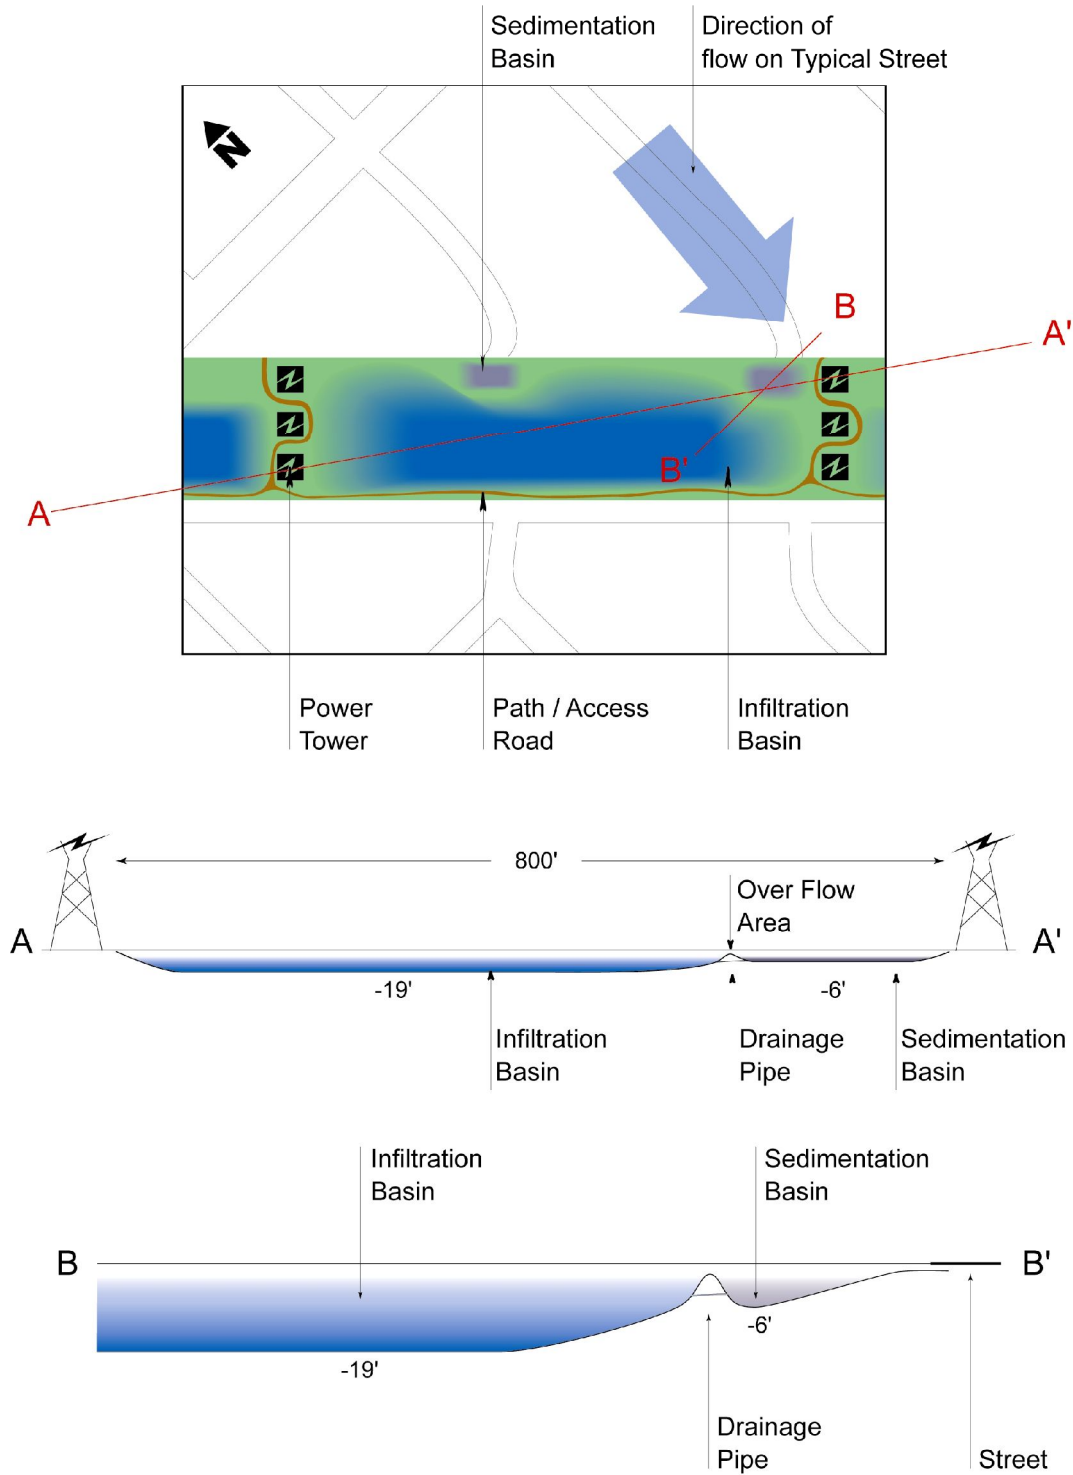 Sedimentation
Basin
Direction of
flow on Typical Street
N
B
A'
B'
A
Power
Tower
Path / Access
Road
Infiltration
Basin
800'
Over Flow
Area
A
A'
-19'
-6'
Infiltration
Basin
Drainage
Pipe
Sedimentation
Basin
Infiltration
Basin
Sedimentation
Basin
B
B'
-6'
-19'
Drainage
Pipe
Street